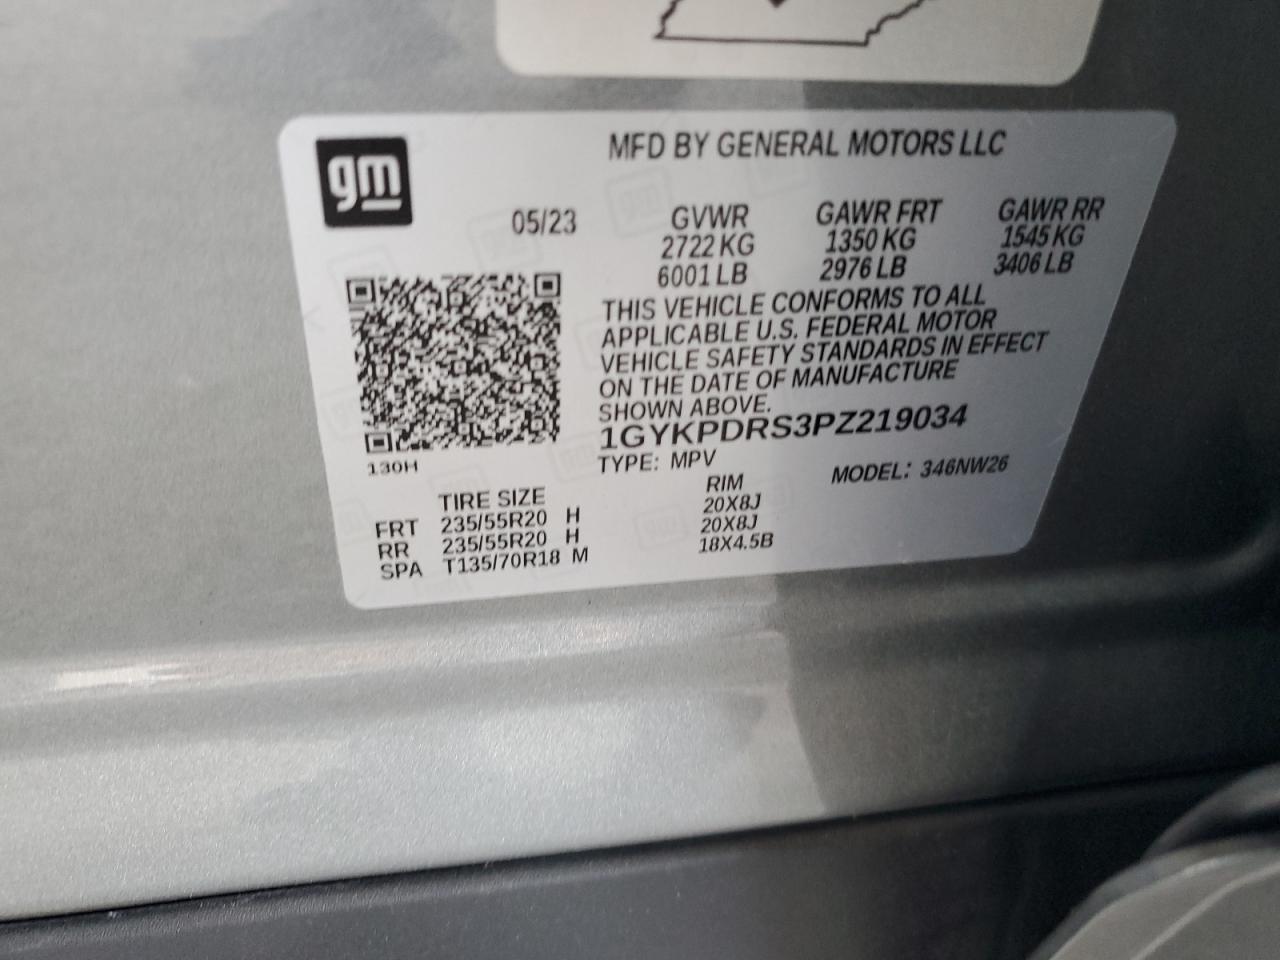 gm
MFD BY GENERAL MOTORS LLC
05/23
GVWR GAWR FRT GAWR RR
2722 KG 1350 KG 1545 KG
6001 LB 2976 LB 3406 LB
THIS VEHICLE CONFORMS TO ALL
APPLICABLE U.S. FEDERAL MOTOR
VEHICLE SAFETY STANDARDS IN EFFECT
ON THE DATE OF MANUFACTURE
SHOWN ABOVE.
1GYKPDRS3PZ219034
130H
TYPE: MPV MODEL: 346NW26
TIRE SIZE RIM
FRT 235/55R20 H 20X8J
RR 235/55R20 H 20X8J
SPA T135/70R18 M 18X4.5B